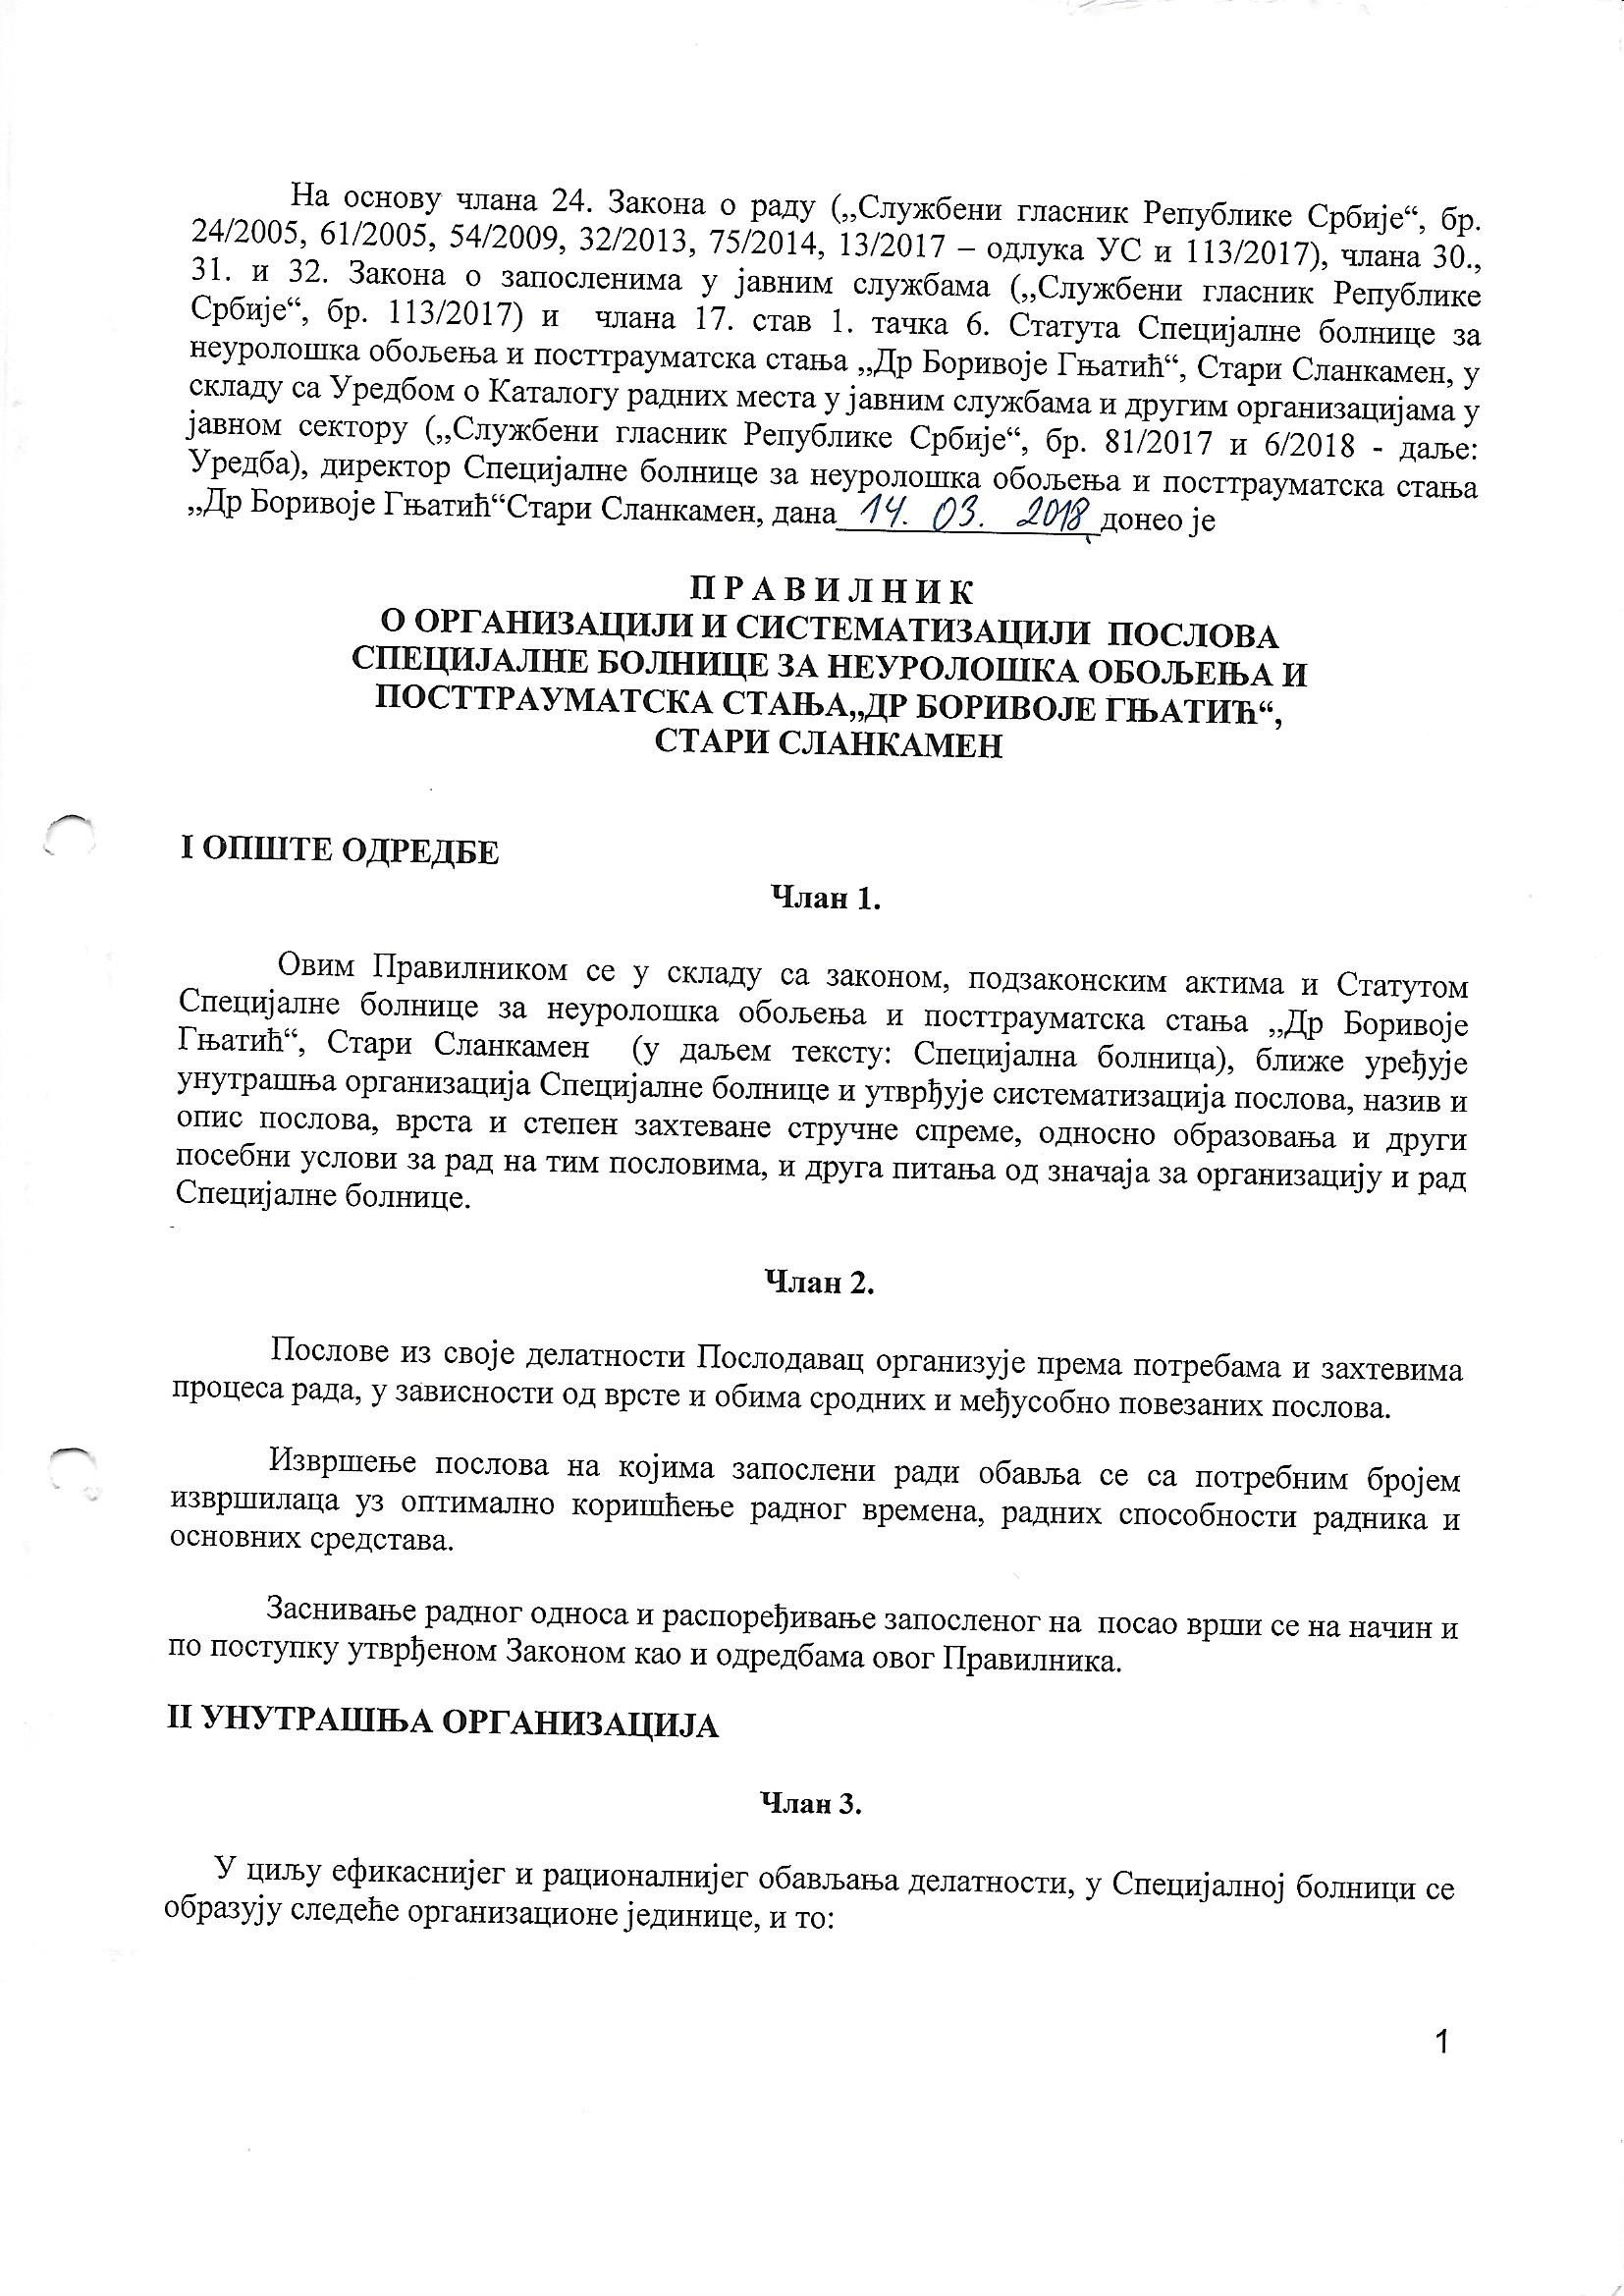 На основу члана 24. Закона о раду („Службени гласник Републике Србије“, бр.
24/2005, 61/2005, 54/2009, 32/2013, 75/2014, 13/2017 – одлука УС и 113/2017), члана 30.,
31. и 32. Закона о запосленима у јавним службама („Службени гласник Републике
Србије“, бр. 113/2017) и члана 17. став 1. тачка 6. Статута Специјалне болнице за
неуролошка обољења и посттрауматска стања „Др Боривоје Гњатић“, Стари Сланкамен, у
складу са Уредбом о Каталогу радних места у јавним службама и другим организацијама у
јавном сектору („Службени гласник Републике Србије“, бр. 81/2017 и 6/2018 - даље:
Уредба), директор Специјалне болнице за неуролошка обољења и посттрауматска стања
„Др Боривоје Гњатић“Стари Сланкамен, дана 14. 03. 2018, донео је
П Р А В И Л Н И К
О ОРГАНИЗАЦИЈИ И СИСТЕМАТИЗАЦИЈИ ПОСЛОВА
СПЕЦИЈАЛНЕ БОЛНИЦЕ ЗА НЕУРОЛОШКА ОБОЉЕЊА И
ПОСТТРАУМАТСКА СТАЊА„ДР БОРИВОЈЕ ГЊАТИЋ“,
СТАРИ СЛАНКАМЕН
I ОПШТЕ ОДРЕДБЕ
Члан 1.
Овим Правилником се у складу са законом, подзаконским актима и Статутом
Специјалне болнице за неуролошка обољења и посттрауматска стања „Др Боривоје
Гњатић“, Стари Сланкамен (у даљем тексту: Специјална болница), ближе уређује
унутрашња организација Специјалне болнице и утврђује систематизација послова, назив и
опис послова, врста и степен захтеване стручне спреме, односно образовања и други
посебни услови за рад на тим пословима, и друга питања од значаја за организацију и рад
Специјалне болнице.
Члан 2.
Послове из своје делатности Послодавац организује према потребама и захтевима
процеса рада, у зависности од врсте и обима сродних и међусобно повезаних послова.
Извршење послова на којима запослени ради обавља се са потребним бројем
извршилаца уз оптимално коришћење радног времена, радних способности радника и
основних средстава.
Заснивање радног односа и распоређивање запосленог на посао врши се на начин и
по поступку утврђеном Законом као и одредбама овог Правилника.
II УНУТРАШЊА ОРГАНИЗАЦИЈА
Члан 3.
У циљу ефикаснијег и рационалнијег обављања делатности, у Специјалној болници се
образују следеће организационе јединице, и то:
1